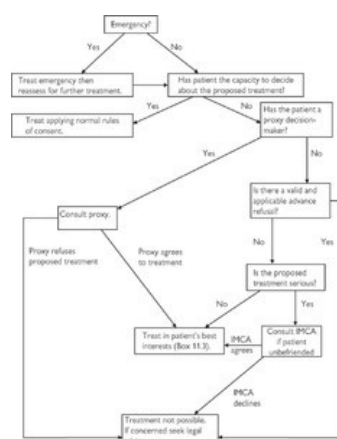 Emergency?
Yes
No
Treat emergency then
reassess for further treatment.
Has patient the capacity to decide
about the proposed treatment?
Yes
No
Treat applying normal rules
of consent.
Has the patient a
proxy decision-
maker?
Yes
No
Is there a valid and
applicable advance
refusal?
Consult proxy.
No
Yes
Proxy refuses
proposed treatment
Proxy agrees
to treatment
Is the proposed
treatment serious?
No
Yes
Treat in patient's best
interests (Box 11.3).
IMCA
agrees
Consult IMCA
if patient
unbefriended
IMCA
declines
Treatment not possible.
If concerned seek legal